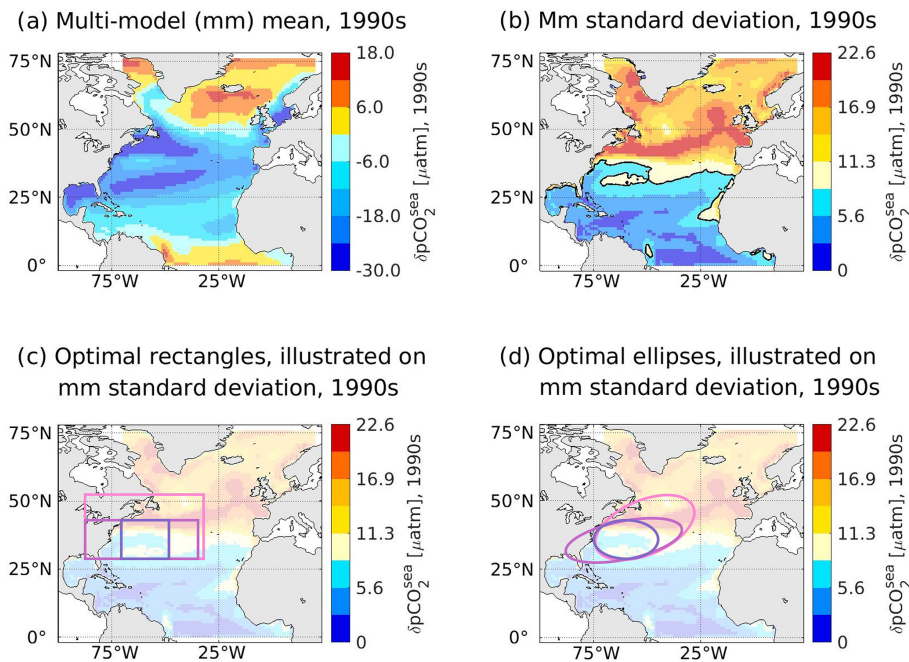 (a) Multi-model (mm) mean, 1990s
75°N
50°N
25°N
0°
75°W
25°W
18.0
6.0
-6.0
-18.0
-30.0
δpCO₂ˢᵉᵃ [μatm], 1990s
(b) Mm standard deviation, 1990s
75°N
50°N
25°N
0°
75°W
25°W
22.6
16.9
11.3
5.6
0
δpCO₂ˢᵉᵃ [μatm], 1990s
(c) Optimal rectangles, illustrated on
mm standard deviation, 1990s
75°N
50°N
25°N
0°
75°W
25°W
22.6
16.9
11.3
5.6
0
δpCO₂ˢᵉᵃ [μatm], 1990s
(d) Optimal ellipses, illustrated on
mm standard deviation, 1990s
75°N
50°N
25°N
0°
75°W
25°W
22.6
16.9
11.3
5.6
0
δpCO₂ˢᵉᵃ [μatm], 1990s